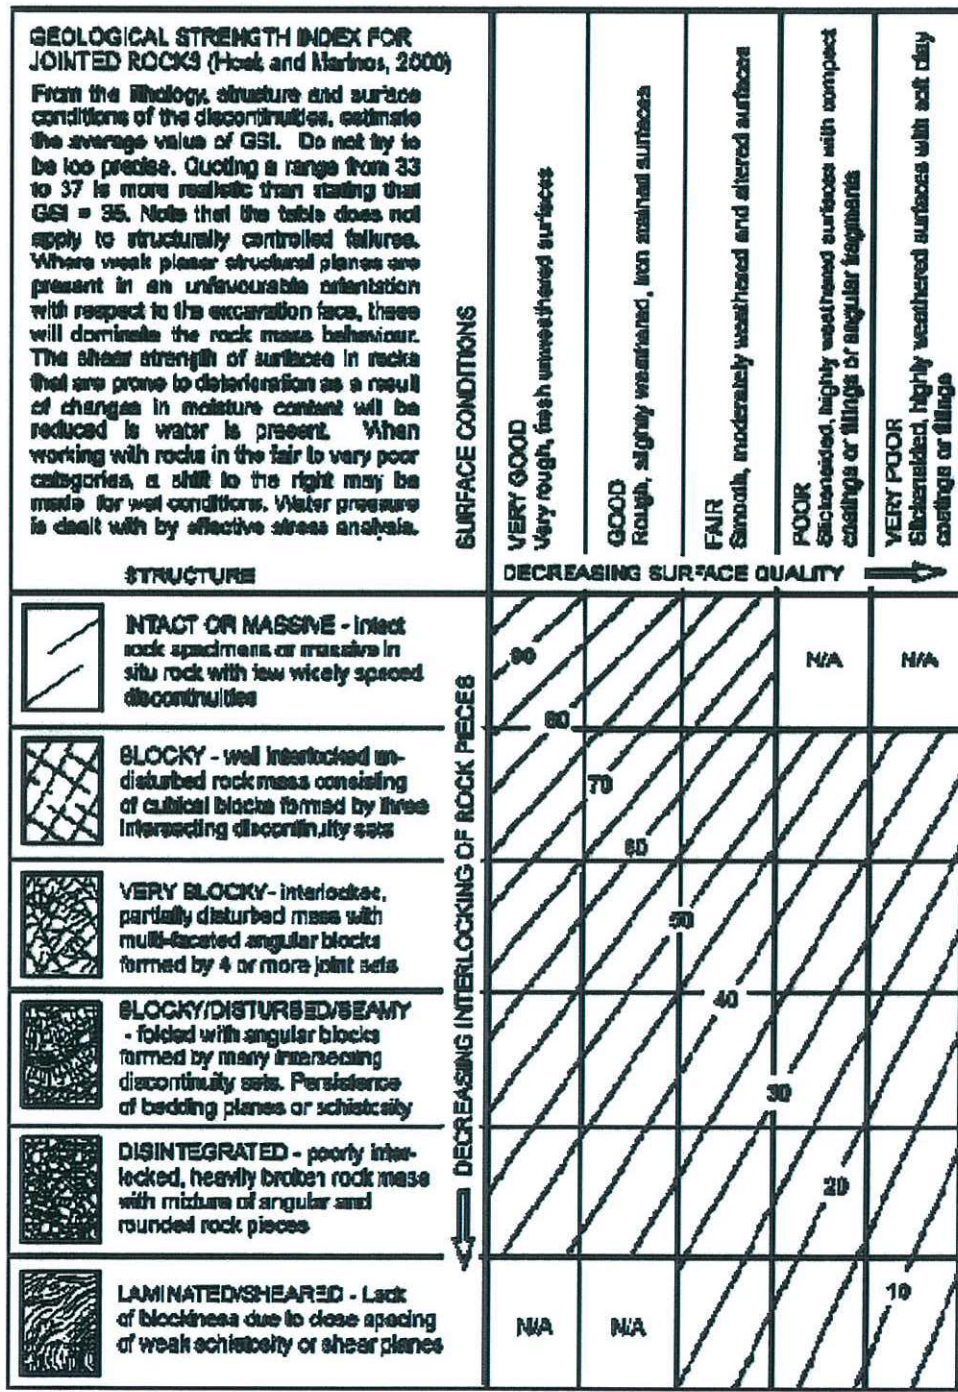 GEOLOGICAL STRENGTH INDEX FOR
JOINTED ROCKS (Hoek and Marinos, 2000)
From the lithology, structure and surface
conditions of the discontinuities, estimate
the average value of GSI. Do not try to
be too precise. Quoting a range from 33
to 37 is more realistic than stating that
GSI = 35. Note that the table does not
apply to structurally controlled failures.
Where weak planar structural planes are
present in an unfavourable orientation
with respect to the excavation face, these
will dominate the rock mass behaviour.
The shear strength of surfaces in rocks
that are prone to deterioration as a result
of changes in moisture content will be
reduced is water is present. When
working with rocks in the fair to very poor
categories, a shift to the right may be
made for wet conditions. Water pressure
is dealt with by effective stress analysis.
STRUCTURE
SURFACE CONDITIONS
VERY GOOD
Very rough, fresh unweathered surfaces
GOOD
Rough, slightly weathered, iron stained surfaces
FAIR
Smooth, moderately weathered and altered surfaces
POOR
Slickensided, highly weathered surfaces with compact
coatings or fillings or angular fragments
VERY POOR
Slickensided, highly weathered surfaces with soft clay
coatings or fillings
DECREASING SURFACE QUALITY
DECREASING INTERLOCKING OF ROCK PIECES
INTACT OR MASSIVE - intact
rock specimens or massive in
situ rock with few widely spaced
discontinuities
90
80
N/A
N/A
BLOCKY - well interlocked un-
disturbed rock mass consisting
of cubical blocks formed by three
intersecting discontinuity sets
70
60
VERY BLOCKY- interlocked,
partially disturbed mass with
multi-faceted angular blocks
formed by 4 or more joint sets
50
BLOCKY/DISTURBED/SEAMY
- folded with angular blocks
formed by many intersecting
discontinuity sets. Persistence
of bedding planes or schistosity
40
30
DISINTEGRATED - poorly inter-
locked, heavily broken rock mass
with mixture of angular and
rounded rock pieces
20
LAMINATED/SHEARED - Lack
of blockiness due to close spacing
of weak schistosity or shear planes
N/A
N/A
10